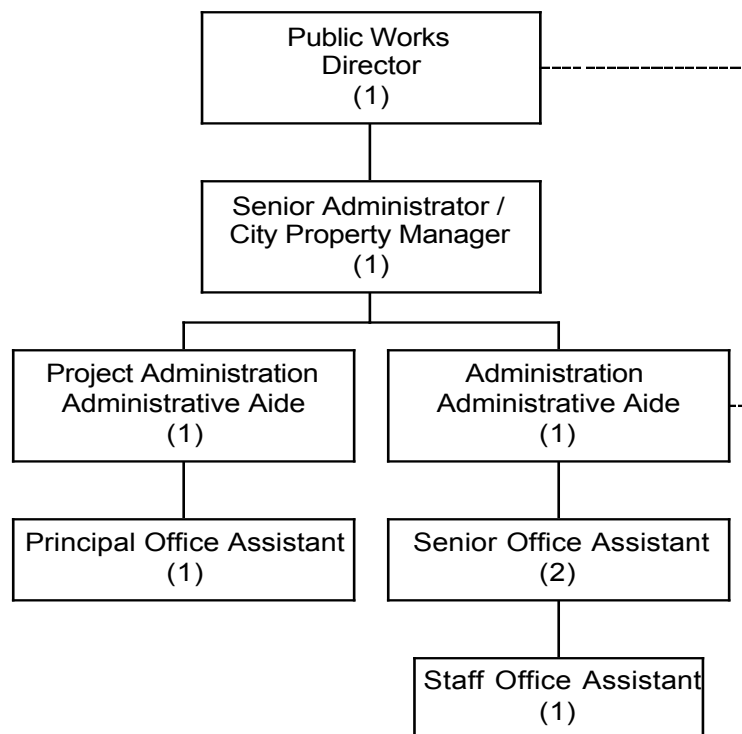 Public Works
Director
(1)
Senior Administrator /
City Property Manager
(1)
Project Administration
Administrative Aide
(1)
Administration
Administrative Aide
(1)
Principal Office Assistant
(1)
Senior Office Assistant
(2)
Staff Office Assistant
(1)